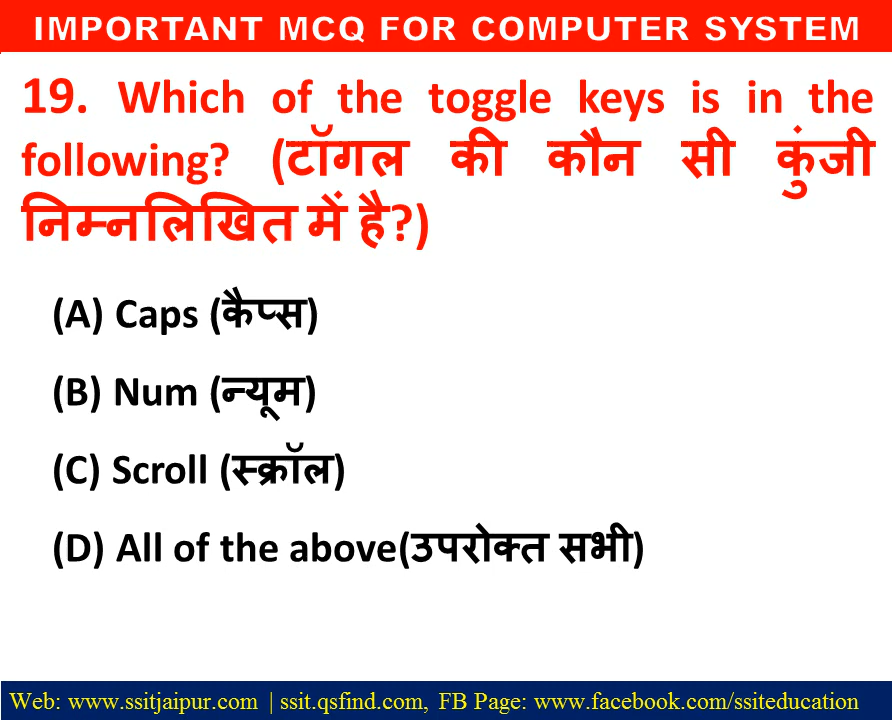 IMPORTANT MCQ FOR COMPUTER SYSTEM
19. Which of the toggle keys is in the
following? (टॉगल की कौन सी कुंजी
निम्नलिखित में है?)
(A) Caps (कैप्स)
(B) Num (न्यूम)
(C) Scroll (स्क्रॉल)
(D) All of the above(उपरोक्त सभी)
Web: www.ssitjaipur.com | ssit.qsfind.com, FB Page: www.facebook.com/ssiteducation